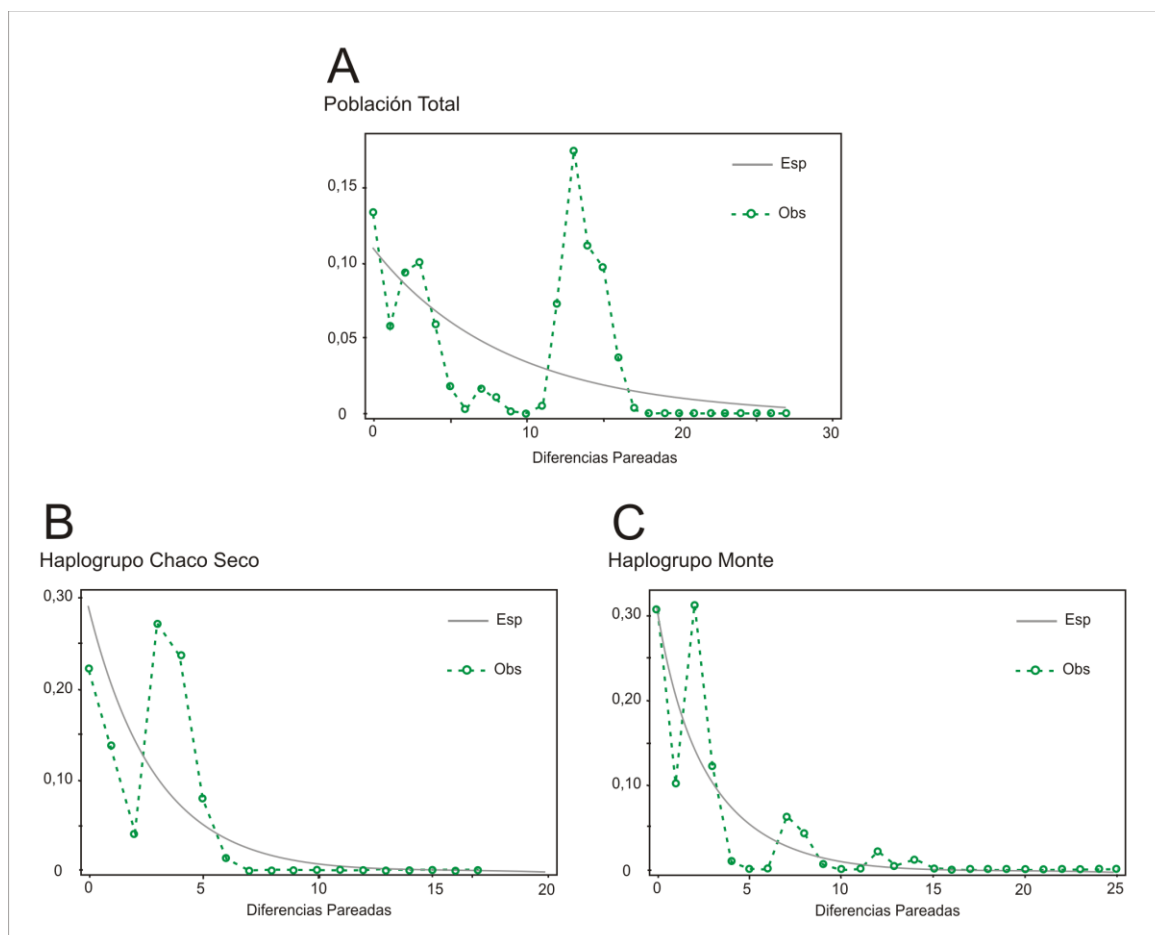 A
Población Total
Esp
Obs
0,15
0,10
0,05
0
0 10 20 30
Diferencias Pareadas
B
Haplogrupo Chaco Seco
Esp
Obs
0,30
0,20
0,10
0
0 5 10 15 20
Diferencias Pareadas
C
Haplogrupo Monte
Esp
Obs
0,30
0,20
0,10
0
0 5 10 15 20 25
Diferencias Pareadas